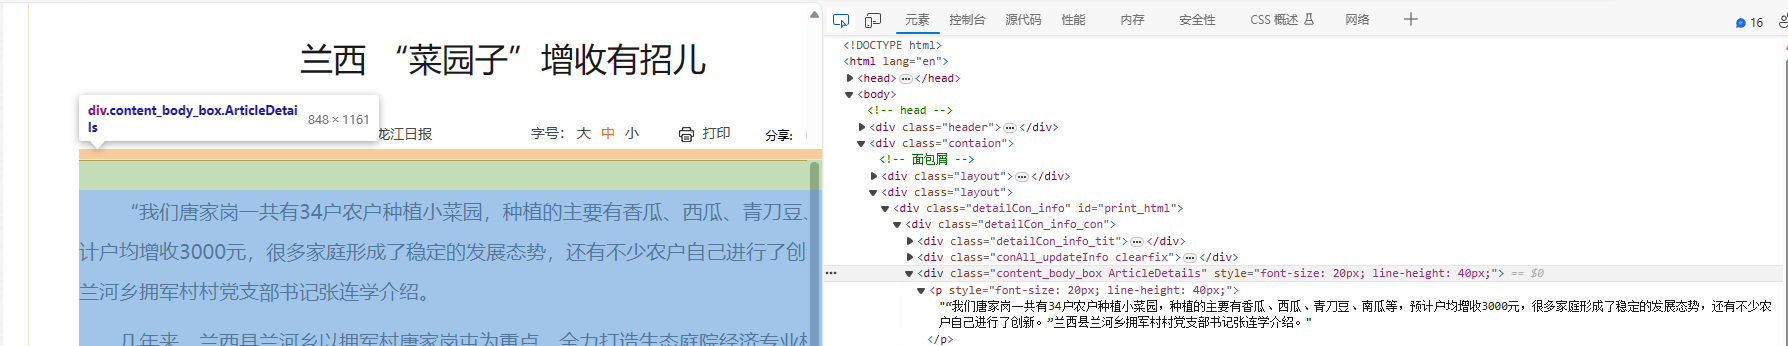 兰西 “菜园子”增收有招儿
div.content_body_box.ArticleDetai
ls
848 × 1161
龙江日报
字号： 大 中 小
打印
分享:
“我们唐家岗一共有34户农户种植小菜园，种植的主要有香瓜、西瓜、青刀豆、
计户均增收3000元，很多家庭形成了稳定的发展态势，还有不少农户自己进行了创
兰河乡拥军村村党支部书记张连学介绍。
几年来，兰西县兰河乡以拥军村唐家岗屯为重点，全力打造生态庭院经济专业村
元素 控制台 源代码 性能 内存 安全性 CSS 概述 网络
16
<!DOCTYPE html>
<html lang="en">
<head>…</head>
<body>
<!-- head -->
<div class="header">…</div>
<div class="contaion">
<!-- 面包屑 -->
<div class="layout">…</div>
<div class="layout">
<div class="detailCon_info" id="print_html">
<div class="detailCon_info_con">
<div class="detailCon_info_tit">…</div>
<div class="conAll_updateInfo clearfix">…</div>
<div class="content_body_box ArticleDetails" style="font-size: 20px; line-height: 40px;"> == $0
<p style="font-size: 20px; line-height: 40px;">
"“我们唐家岗一共有34户农户种植小菜园，种植的主要有香瓜、西瓜、青刀豆、南瓜等，预计户均增收3000元，很多家庭形成了稳定的发展态势，还有不少农
户自己进行了创新。”兰西县兰河乡拥军村村党支部书记张连学介绍。"
</p>